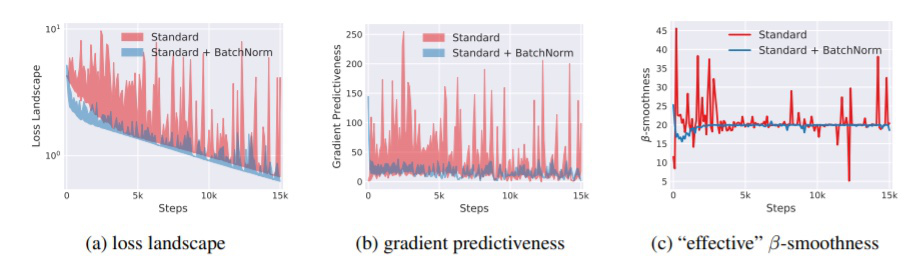 10¹
10⁰
Loss Landscape
Standard
Standard + BatchNorm
0
5k
10k
15k
Steps
(a) loss landscape
250
200
150
100
50
0
Gradient Predictiveness
Standard
Standard + BatchNorm
0
5k
10k
15k
Steps
(b) gradient predictiveness
45
40
35
30
25
20
15
10
5
β-smoothness
Standard
Standard + BatchNorm
0
5k
10k
15k
Steps
(c) “effective” β-smoothness